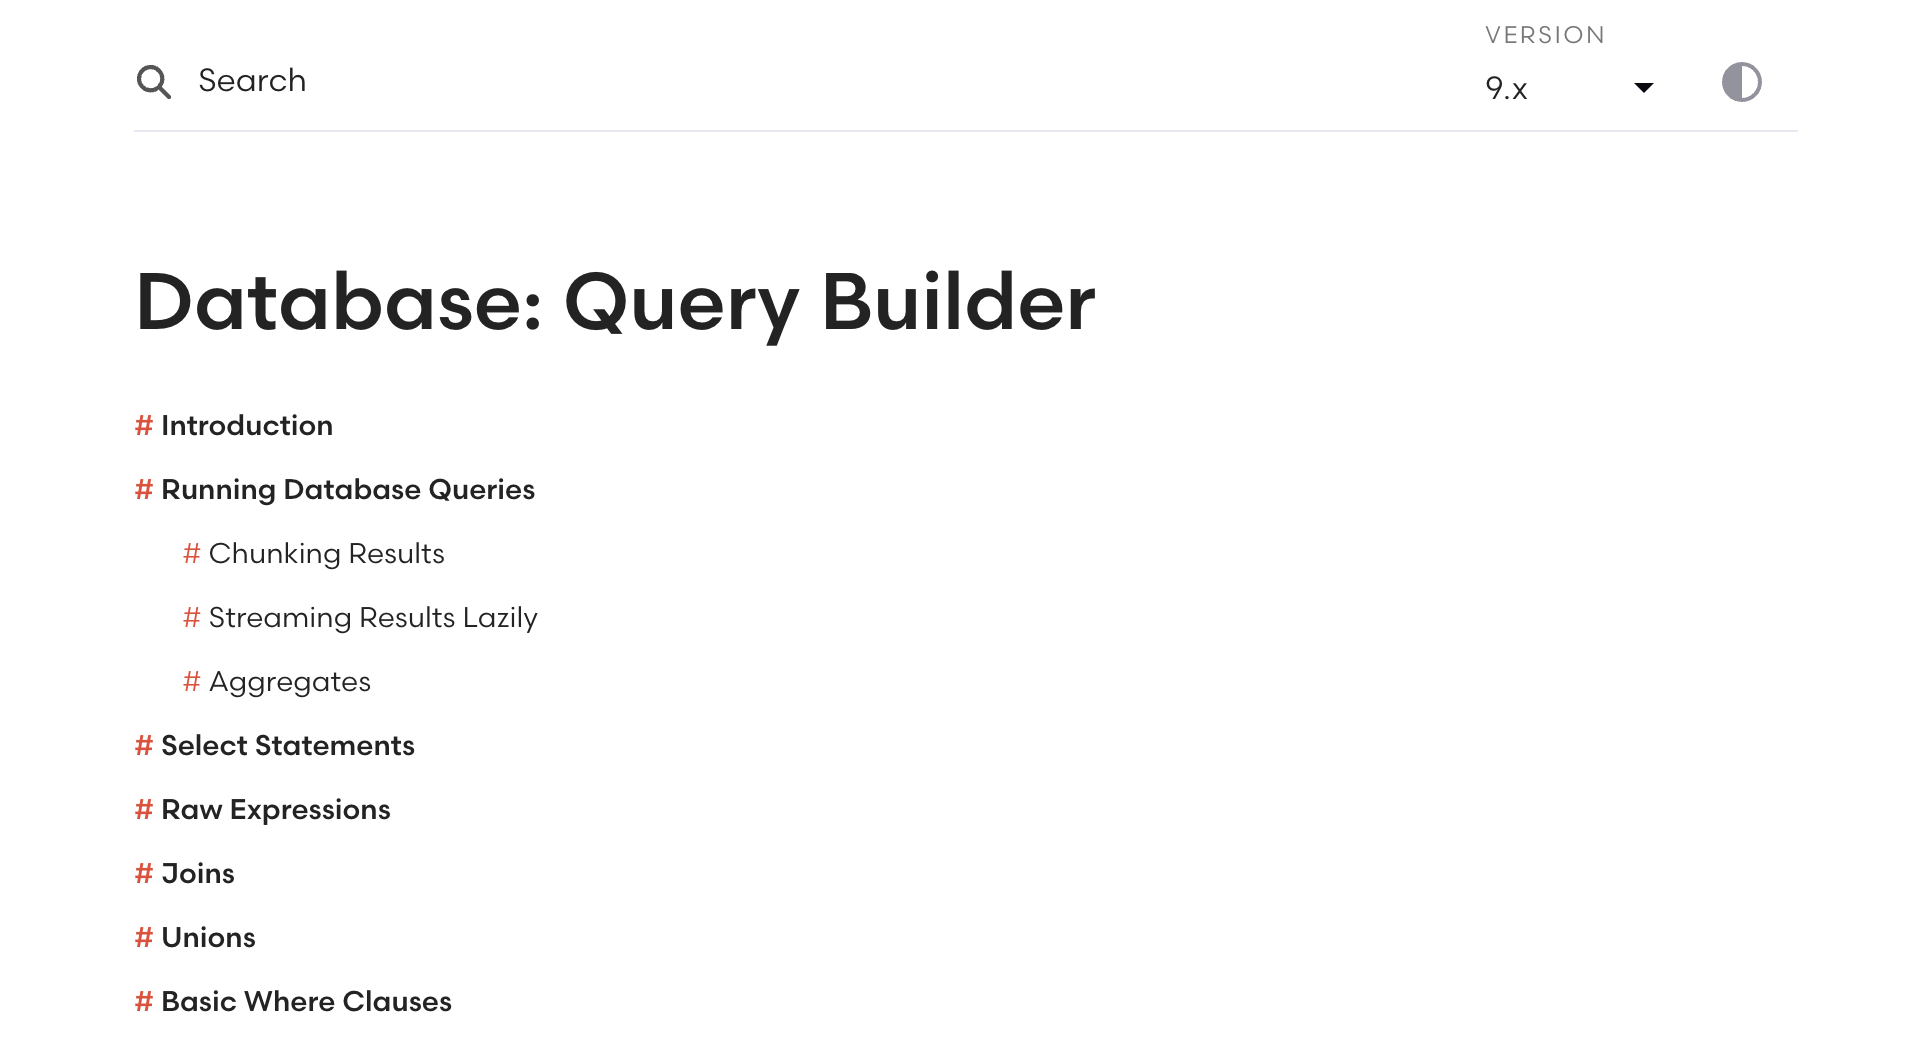 VERSION
Search
9.x
Database: Query Builder
# Introduction
# Running Database Queries
# Chunking Results
# Streaming Results Lazily
# Aggregates
# Select Statements
# Raw Expressions
# Joins
# Unions
# Basic Where Clauses